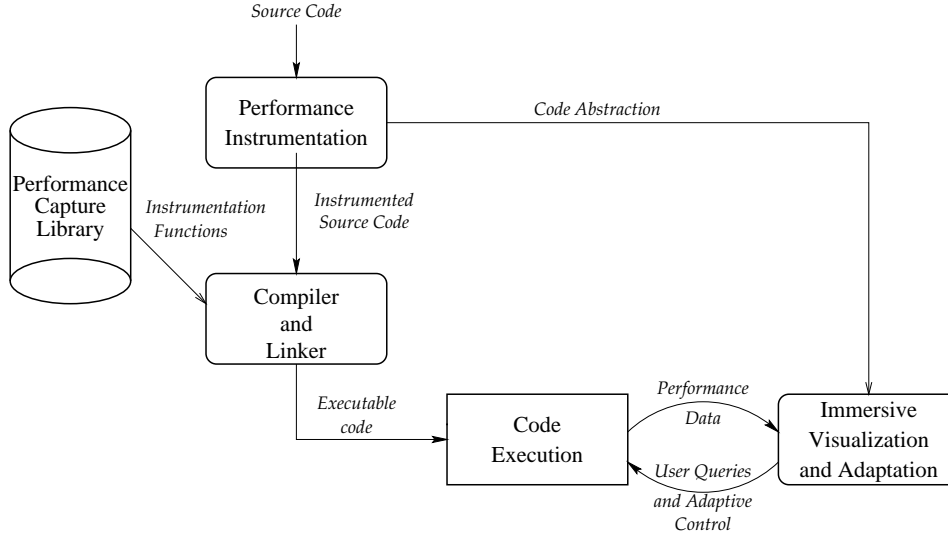 Source Code
Performance
Instrumentation
Code Abstraction
Performance
Capture
Library
Instrumentation
Functions
Instrumented
Source Code
Compiler
and
Linker
Executable
code
Code
Execution
Performance
Data
User Queries
and Adaptive
Control
Immersive
Visualization
and Adaptation